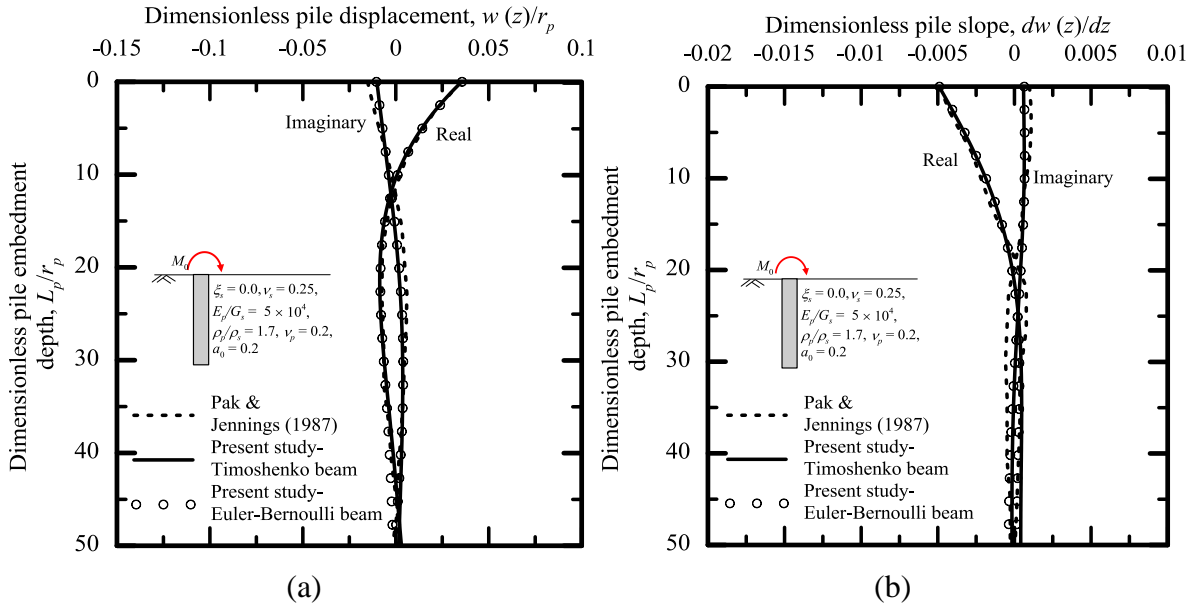 Dimensionless pile displacement, w (z)/r_p
-0.15 -0.1 -0.05 0 0.05 0.1
0
10
20
30
40
50
Dimensionless pile embedment
depth, L_p/r_p
Imaginary
Real
M_0
ξ_s = 0.0, ν_s = 0.25,
E_p/G_s = 5 × 10^4,
ρ_p/ρ_s = 1.7, ν_p = 0.2,
a_0 = 0.2
Pak &
Jennings (1987)
Present study-
Timoshenko beam
Present study-
Euler-Bernoulli beam
(a)
Dimensionless pile slope, dw (z)/dz
-0.02 -0.015 -0.01 -0.005 0 0.005 0.01
0
10
20
30
40
50
Dimensionless pile embedment
depth, L_p/r_p
Real
Imaginary
M_0
ξ_s = 0.0, ν_s = 0.25,
E_p/G_s = 5 × 10^4,
ρ_p/ρ_s = 1.7, ν_p = 0.2,
a_0 = 0.2
Pak &
Jennings (1987)
Present study-
Timoshenko beam
Present study-
Euler-Bernoulli beam
(b)